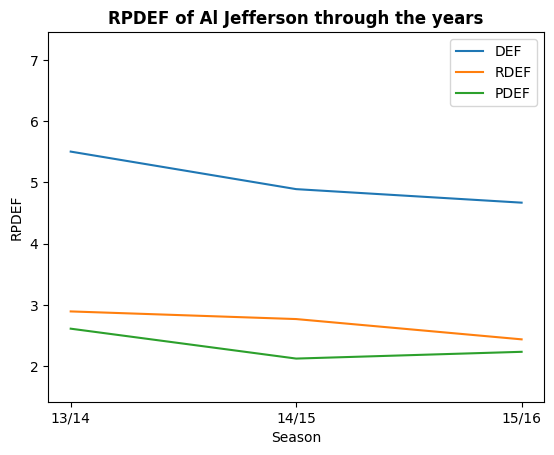 RPDEF of Al Jefferson through the years
DEF
RDEF
PDEF
7
6
5
4
3
2
RPDEF
13/14
14/15
15/16
Season